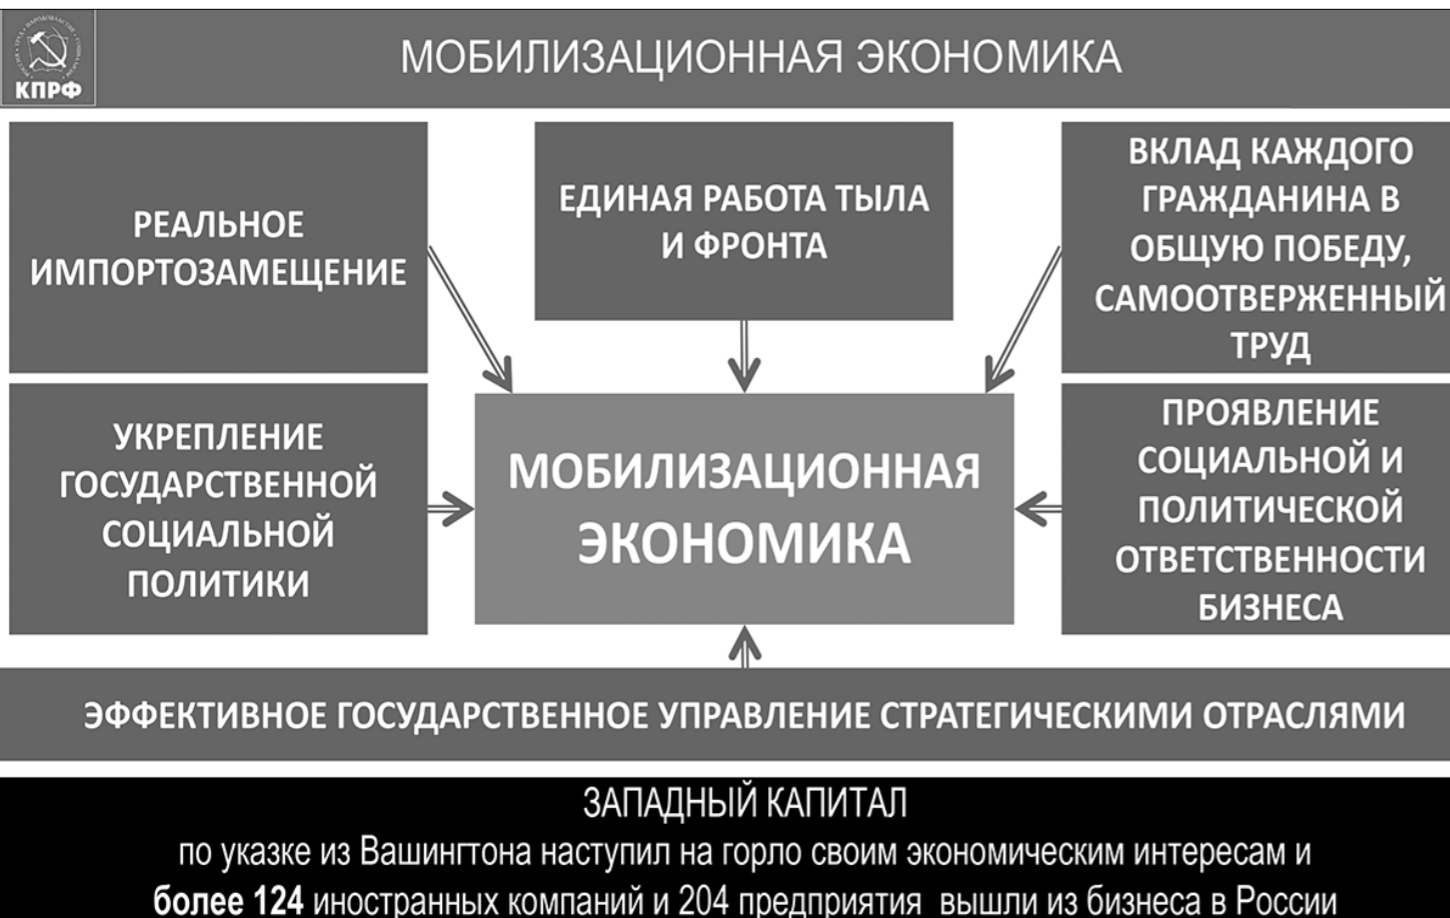 КПРФ
МОБИЛИЗАЦИОННАЯ ЭКОНОМИКА
РЕАЛЬНОЕ
ИМПОРТОЗАМЕЩЕНИЕ
ЕДИНАЯ РАБОТА ТЫЛА
И ФРОНТА
ВКЛАД КАЖДОГО
ГРАЖДАНИНА В
ОБЩУЮ ПОБЕДУ,
САМООТВЕРЖЕННЫЙ
ТРУД
УКРЕПЛЕНИЕ
ГОСУДАРСТВЕННОЙ
СОЦИАЛЬНОЙ
ПОЛИТИКИ
МОБИЛИЗАЦИОННАЯ
ЭКОНОМИКА
ПРОЯВЛЕНИЕ
СОЦИАЛЬНОЙ И
ПОЛИТИЧЕСКОЙ
ОТВЕТСТВЕННОСТИ
БИЗНЕСА
ЭФФЕКТИВНОЕ ГОСУДАРСТВЕННОЕ УПРАВЛЕНИЕ СТРАТЕГИЧЕСКИМИ ОТРАСЛЯМИ
ЗАПАДНЫЙ КАПИТАЛ
по указке из Вашингтона наступил на горло своим экономическим интересам и
более 124 иностранных компаний и 204 предприятия вышли из бизнеса в России